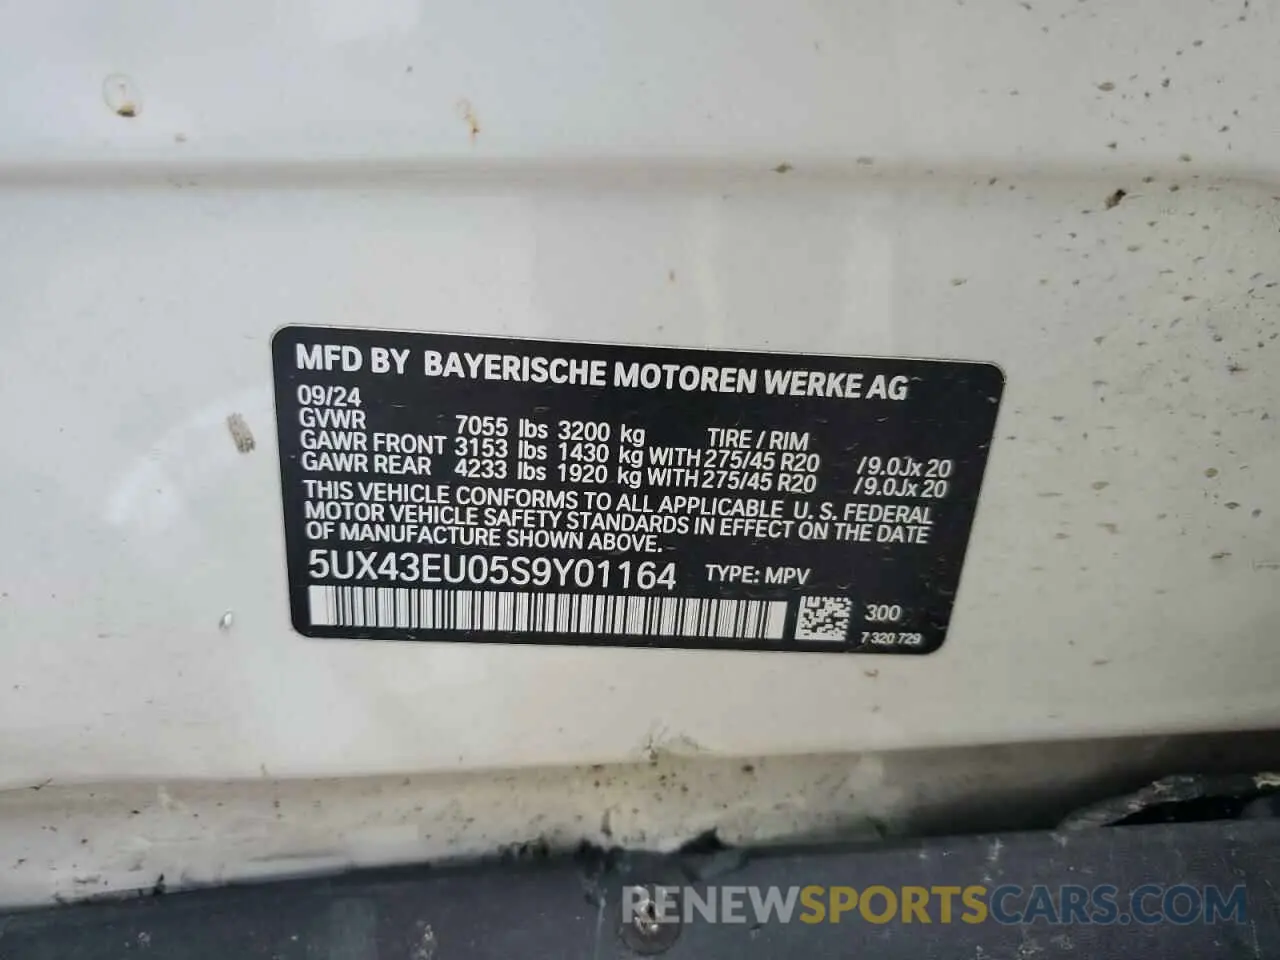 MFD BY BAYERISCHE MOTOREN WERKE AG
09/24
GVWR 7055 lbs 3200 kg TIRE / RIM
GAWR FRONT 3153 lbs 1430 kg WITH 275/45 R20 /9.0Jx 20
GAWR REAR 4233 lbs 1920 kg WITH 275/45 R20 /9.0Jx 20
THIS VEHICLE CONFORMS TO ALL APPLICABLE U. S. FEDERAL
MOTOR VEHICLE SAFETY STANDARDS IN EFFECT ON THE DATE
OF MANUFACTURE SHOWN ABOVE.
5UX43EU05S9Y01164 TYPE: MPV
300
7 320 729
RENEWSPORTSCARS.COM